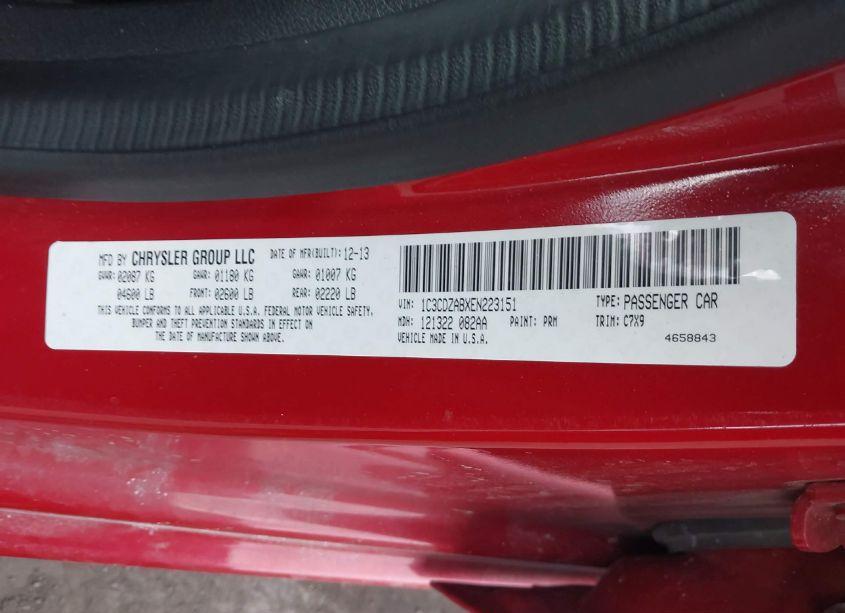 MFD BY CHRYSLER GROUP LLC DATE OF MFR(BUILT): 12-13
GVWR: 02087 KG GAWR: 01180 KG GAWR: 01007 KG
04600 LB FRONT: 02600 LB REAR: 02220 LB
THIS VEHICLE CONFORMS TO ALL APPLICABLE U.S.A. FEDERAL MOTOR VEHICLE SAFETY,
BUMPER AND THEFT PREVENTION STANDARDS IN EFFECT ON
THE DATE OF MANUFACTURE SHOWN ABOVE.
VIN: 1C3CDZABXEN223151 TYPE: PASSENGER CAR
MDH: 121322 082AA PAINT: PRM TRIM: C7X9
VEHICLE MADE IN U.S.A. 4658843